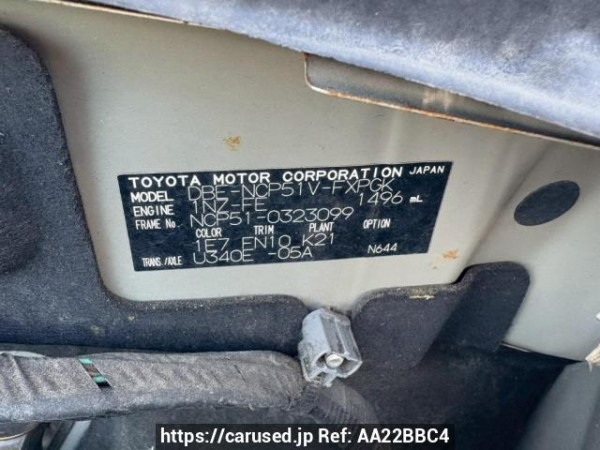 TOYOTA MOTOR CORPORATION JAPAN
MODEL DBE-NCP51V-FXPGK
ENGINE 1NZ-FE 1496 mL
FRAME No. NCP51-0323099
COLOR TRIM PLANT OPTION
1E7 EN10 K21
TRANS./AXLE U340E -05A N644
https://carused.jp Ref: AA22BBC4